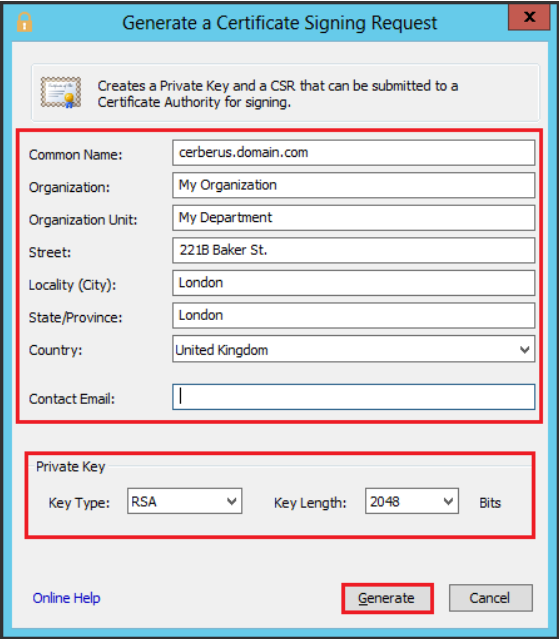 Generate a Certificate Signing Request
x
Creates a Private Key and a CSR that can be submitted to a
Certificate Authority for signing.
Common Name: cerberus.domain.com
Organization: My Organization
Organization Unit: My Department
Street: 221B Baker St.
Locality (City): London
State/Province: London
Country: United Kingdom
Contact Email:
Private Key
Key Type: RSA Key Length: 2048 Bits
Online Help Generate Cancel